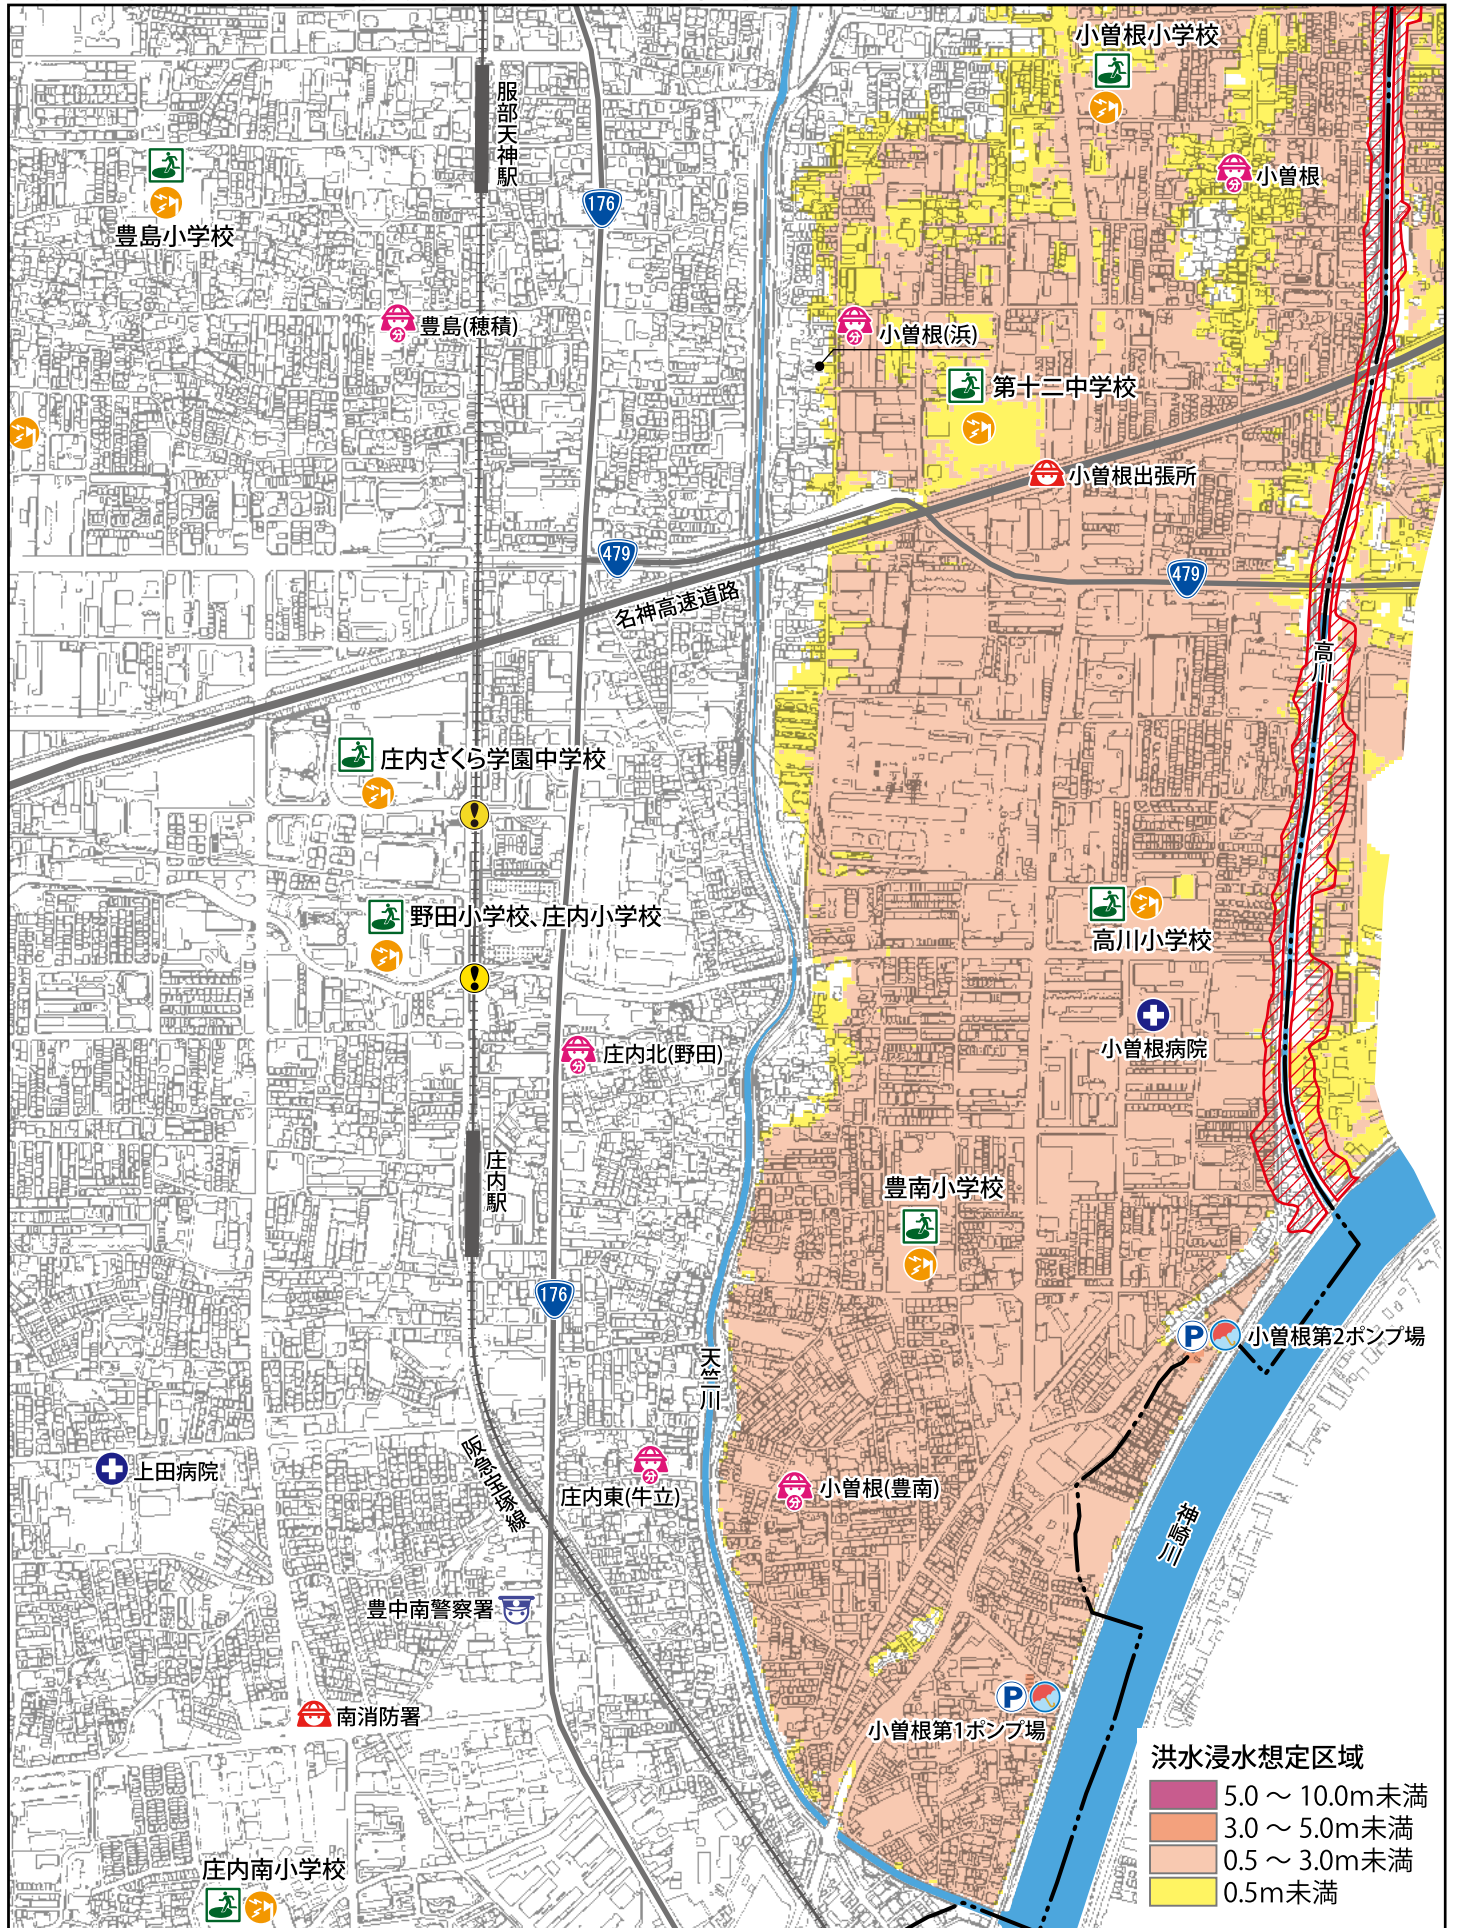 小曽根小学校
服部天神駅
小曽根
分
176
豊島小学校
豊島(穂積)
分
小曽根(浜)
分
第十二中学校
小曽根出張所
479
479
名神高速道路
高川
庄内さくら学園中学校
野田小学校、庄内小学校
高川小学校
小曽根病院
庄内北(野田)
分
庄内駅
豊南小学校
176
P
小曽根第2ポンプ場
天竺川
阪急宝塚線
上田病院
庄内東(牛立)
分
小曽根(豊南)
分
神崎川
豊中南警察署
南消防署
P
小曽根第1ポンプ場
庄内南小学校
洪水浸水想定区域
5.0 ～ 10.0m未満
3.0 ～ 5.0m未満
0.5 ～ 3.0m未満
0.5m未満